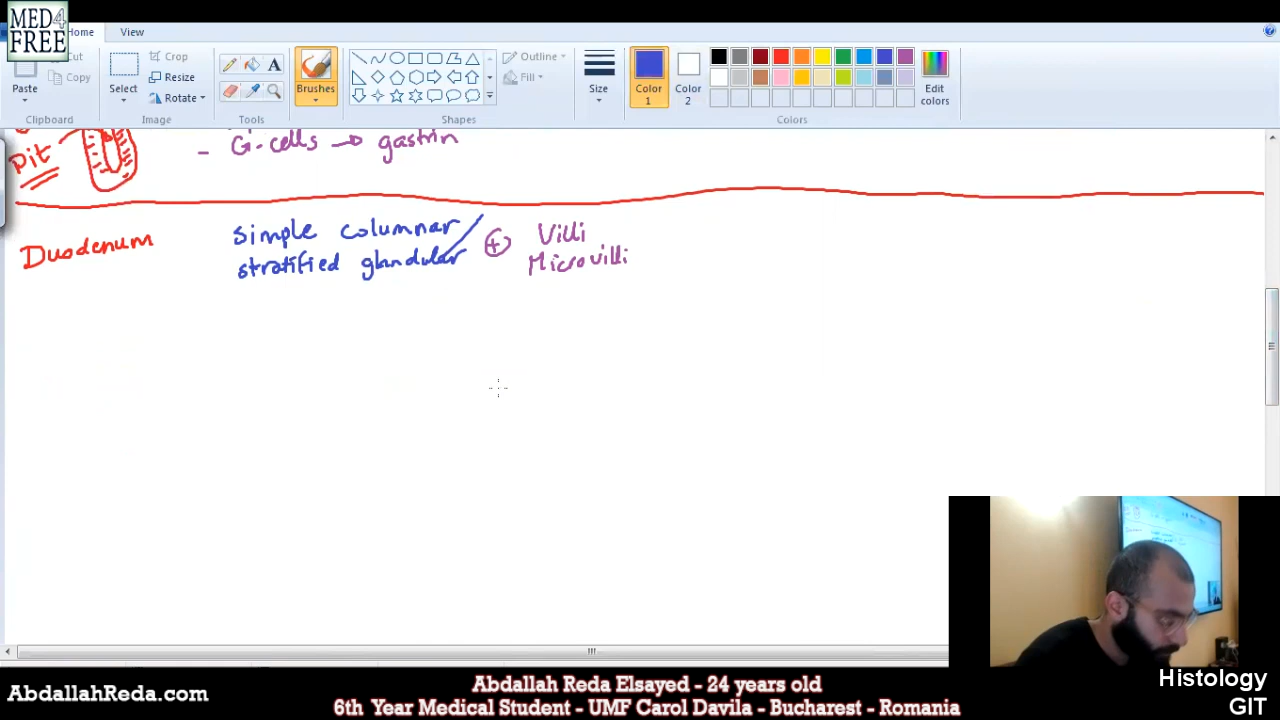 MED4
FREE
Home
View
Cut
Copy
Paste
Clipboard
Crop
Resize
Rotate
Select
Image
A
Tools
Brushes
Outline
Fill
Shapes
Size
Color 1
Color 2
Edit colors
Colors
Pit
- G-cells → gastrin
Duodenum
simple columnar /
stratified glandular
+
Villi
Microvilli
Histology
GIT
AbdallahReda.com
Abdallah Reda Elsayed - 24 years old
6th Year Medical Student - UMF Carol Davila - Bucharest - Romania